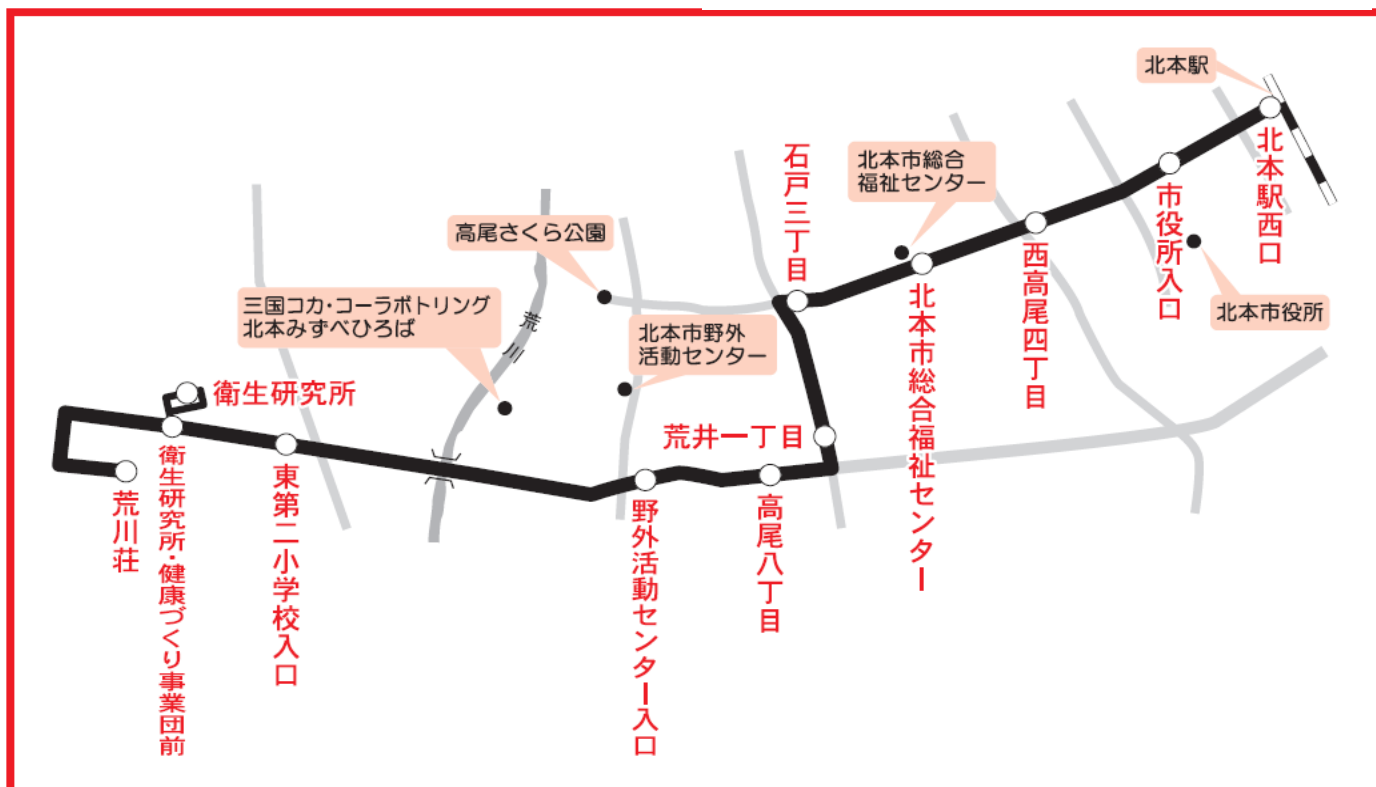 北本駅
北本駅西口
市役所入口
北本市役所
西高尾四丁目
北本市総合
福祉センター
北本市総合福祉センター
石戸三丁目
荒井一丁目
高尾八丁目
北本市野外
活動センター
野外活動センター入口
高尾さくら公園
荒川
三国コカ・コーラボトリング
北本みずべひろば
東第二小学校入口
衛生研究所
衛生研究所・健康づくり事業団前
荒川荘